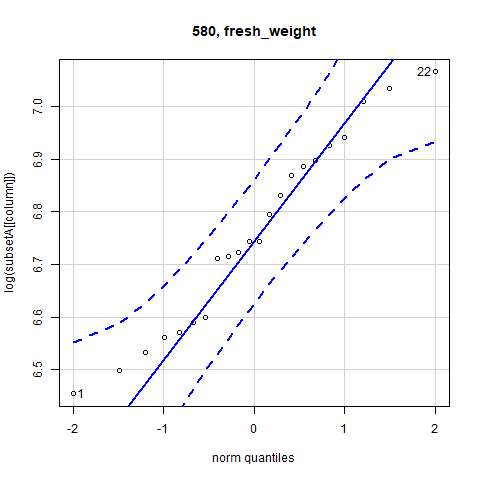 580, fresh_weight
log(subsetA[[column]])
7.0
6.9
6.8
6.7
6.6
6.5
22
1
-2 -1 0 1 2
norm quantiles